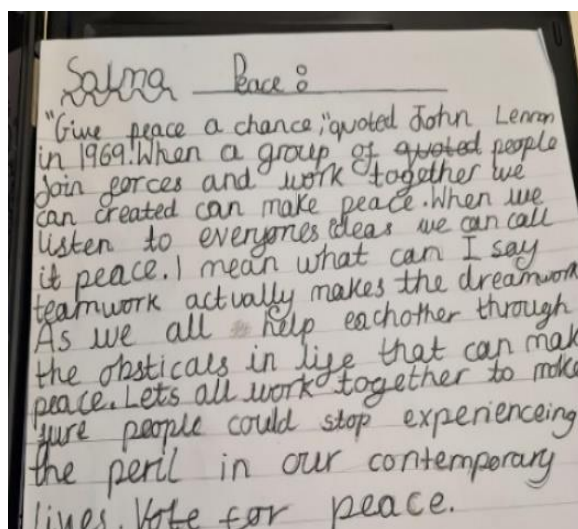 Salma Peace:
"Give peace a chance," quoted John Lennon
in 1969. When a group of quoted people
join forces and work together we
can created can make peace. When we
listen to everyones ideas we can call
it peace. I mean what can I say
teamwork actually makes the dreamwork
As we all help eachother through
the obsticals in life that can mak
peace. Lets all work together to make
sure people could stop experienceing
the peril in our contemporary
lives. Vote for peace.